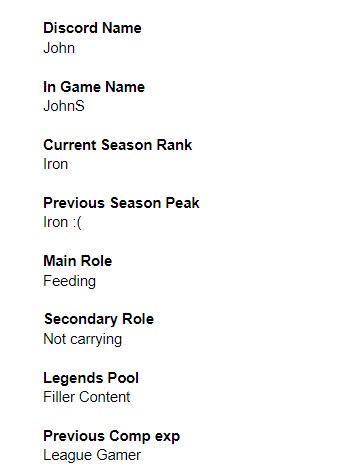 Discord Name
John
In Game Name
JohnS
Current Season Rank
Iron
Previous Season Peak
Iron :(
Main Role
Feeding
Secondary Role
Not carrying
Legends Pool
Filler Content
Previous Comp exp
League Gamer